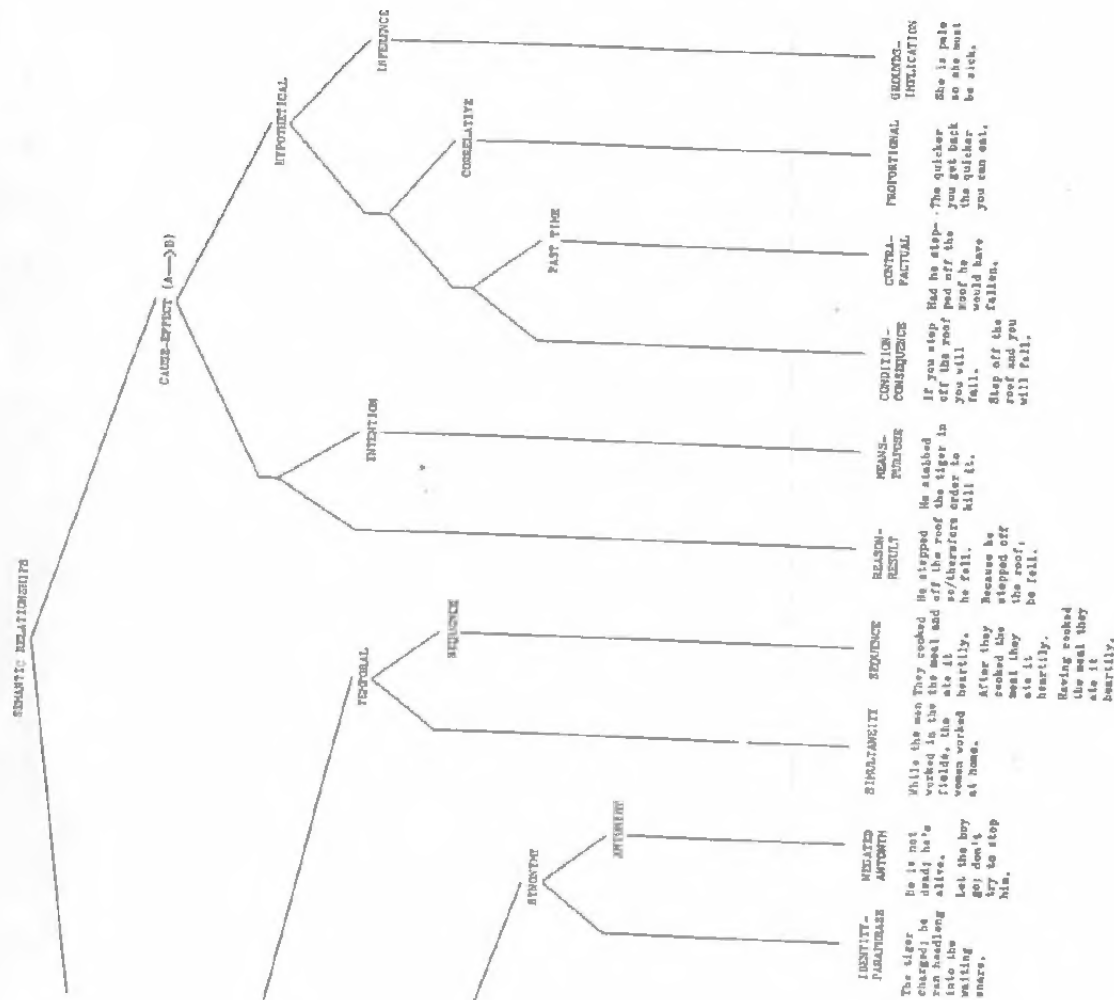 SEMANTIC RELATIONSHIPS
CAUSE-EFFECT (A—>B)
HYPOTHETICAL
INFERENCE
CORRELATIVE
PAST TIME
INTENTION
TEMPORAL
SEQUENCE
SYNONYMY
ANTONYMY
IDENTITY-
PARAPHRASE
The tiger
charged; he
ran headlong
into the
waiting
snare.
NEGATED
ANTONYM
He is not
dead; he's
alive.
Let the boy
go; don't
try to stop
him.
SIMULTANEITY
While the men
worked in the
fields, the
women worked
at home.
SEQUENCE
They cooked
the meal and
ate it
heartily.
After they
cooked the
meal they
ate it
heartily.
Having cooked
the meal they
ate it
heartily.
REASON-
RESULT
He stepped
off the roof
so/therefore
he fell.
Because he
stepped off
the roof,
he fell.
MEANS-
PURPOSE
He stabbed
the tiger in
order to
kill it.
CONDITION-
CONSEQUENCE
If you step
off the roof
you will
fall.
Step off the
roof and you
will fall.
CONTRA-
FACTUAL
Had he step-
ped off the
roof he
would have
fallen.
PROPORTIONAL
The quicker
you get back
the quicker
you can eat.
GROUNDS-
IMPLICATION
She is pale
so she must
be sick.